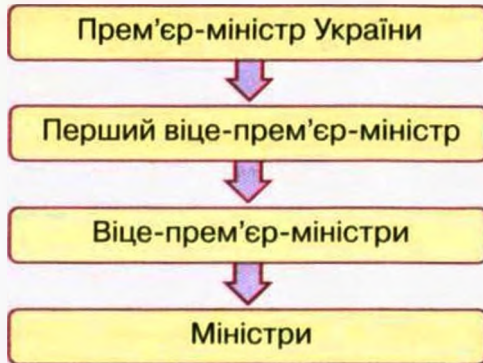 Прем’єр-міністр України
Перший віце-прем’єр-міністр
Віце-прем’єр-міністри
Міністри